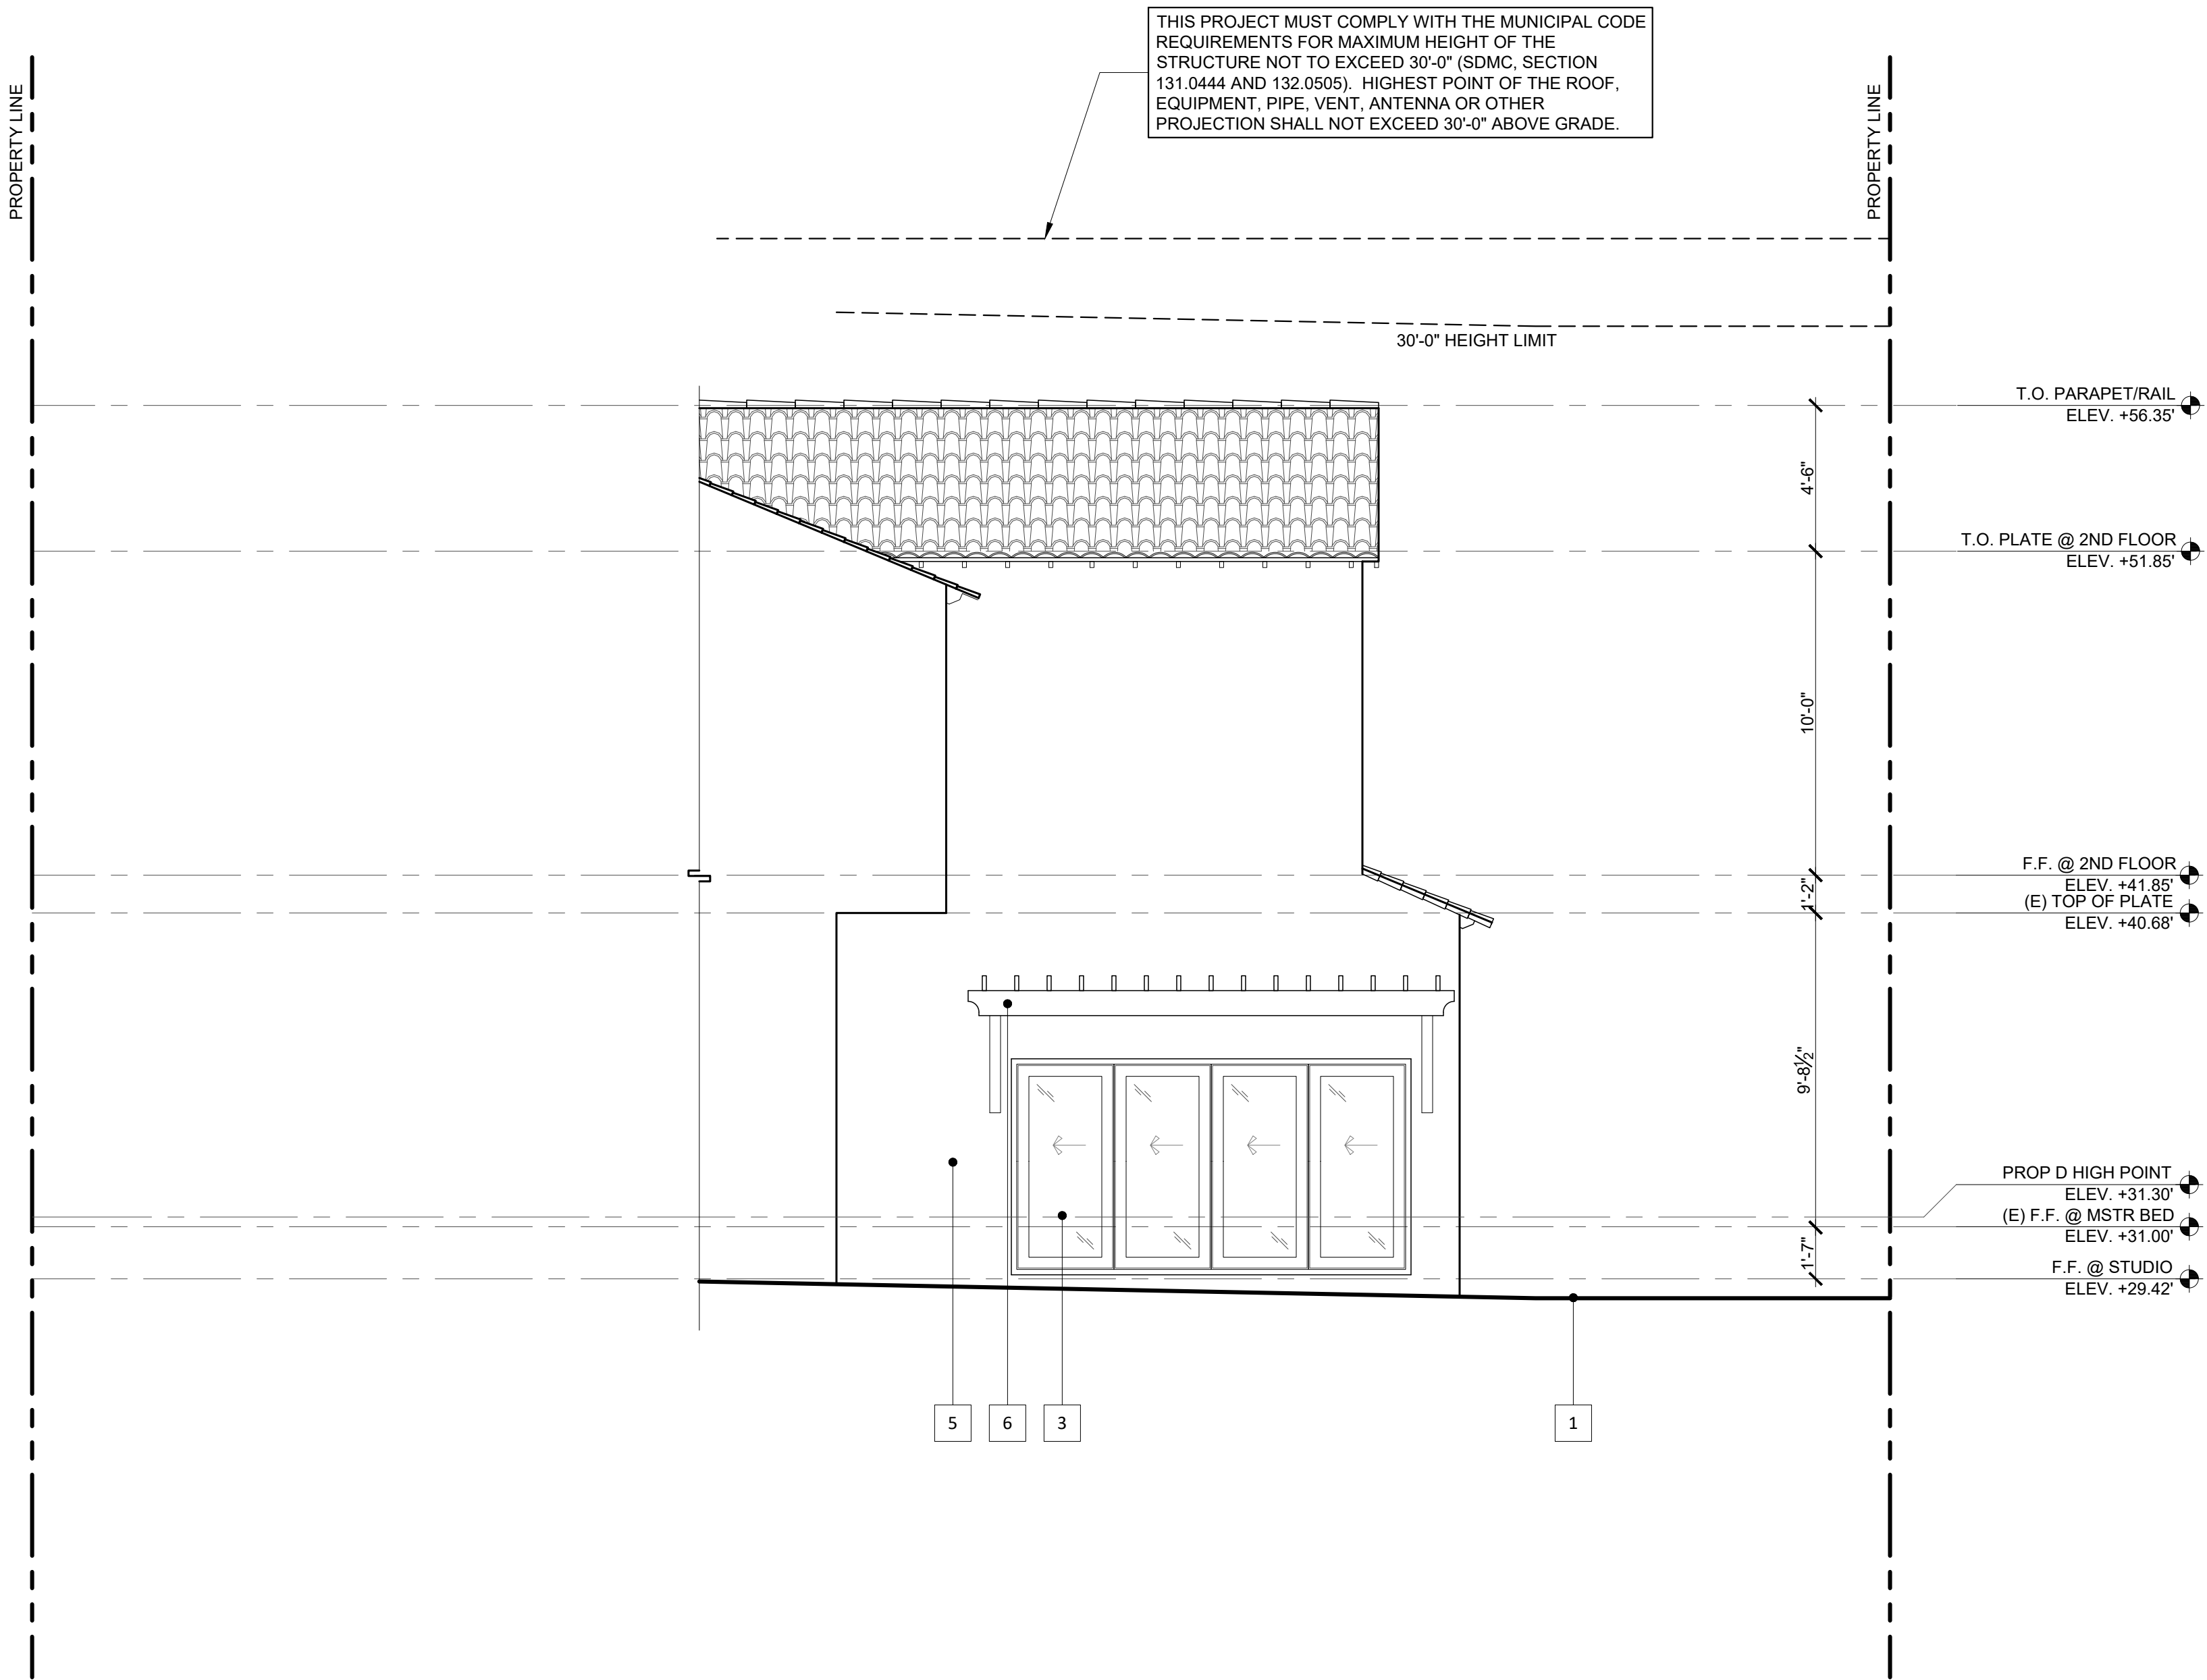 THIS PROJECT MUST COMPLY WITH THE MUNICIPAL CODE
REQUIREMENTS FOR MAXIMUM HEIGHT OF THE
STRUCTURE NOT TO EXCEED 30'-0" (SDMC, SECTION
131.0444 AND 132.0505).  HIGHEST POINT OF THE ROOF,
EQUIPMENT, PIPE, VENT, ANTENNA OR OTHER
PROJECTION SHALL NOT EXCEED 30'-0" ABOVE GRADE.
PROPERTY LINE
PROPERTY LINE
30'-0" HEIGHT LIMIT
T.O. PARAPET/RAIL
ELEV. +56.35'
4'-6"
T.O. PLATE @ 2ND FLOOR
ELEV. +51.85'
10'-0"
F.F. @ 2ND FLOOR
ELEV. +41.85'
1'-2"
(E) TOP OF PLATE
ELEV. +40.68'
9'-8½"
PROP D HIGH POINT
ELEV. +31.30'
(E) F.F. @ MSTR BED
ELEV. +31.00'
1'-7"
F.F. @ STUDIO
ELEV. +29.42'
5
6
3
1